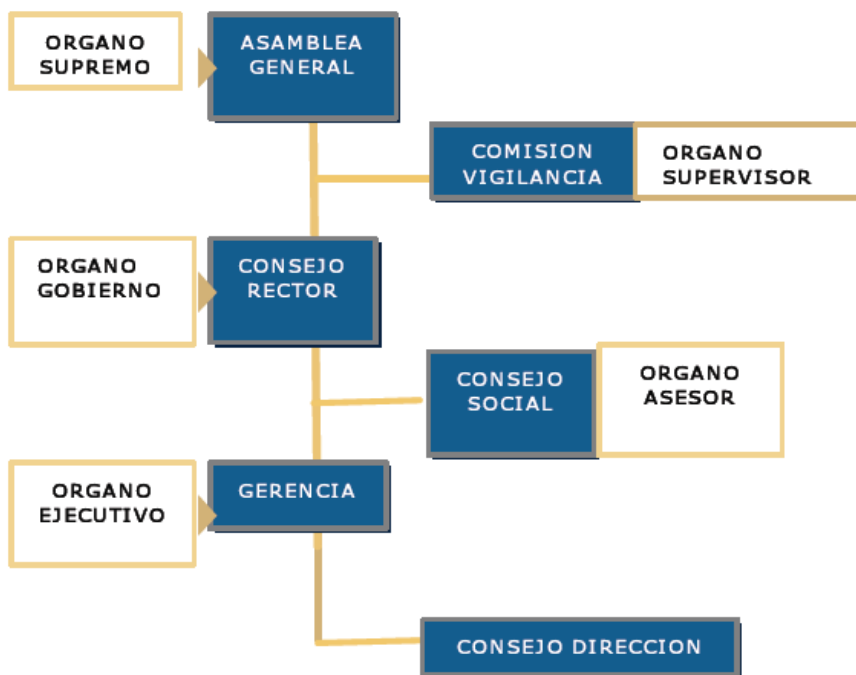 ORGANO
SUPREMO
ASAMBLEA
GENERAL
COMISION
VIGILANCIA
ORGANO
SUPERVISOR
ORGANO
GOBIERNO
CONSEJO
RECTOR
CONSEJO
SOCIAL
ORGANO
ASESOR
ORGANO
EJECUTIVO
GERENCIA
CONSEJO DIRECCION